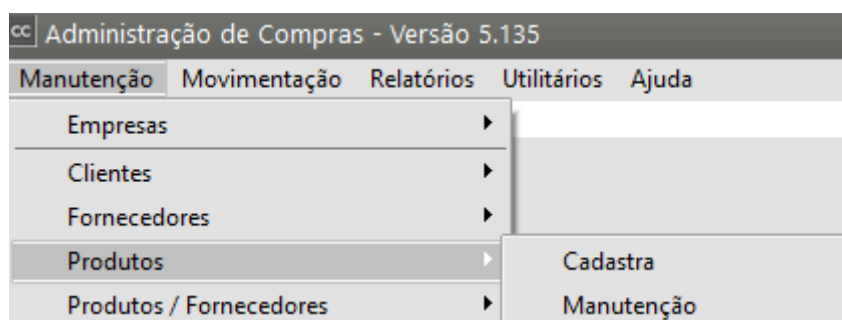 cc Administração de Compras - Versão 5.135
Manutenção Movimentação Relatórios Utilitários Ajuda
Empresas
Clientes
Fornecedores
Produtos Cadastra
Produtos / Fornecedores Manutenção